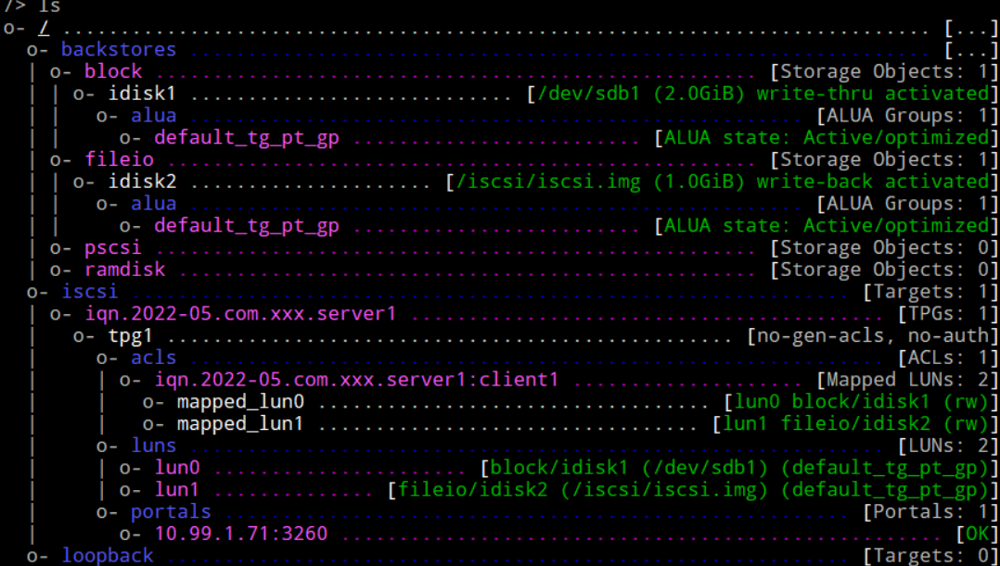 /> ls
o- / ........................................................................... [...]
  o- backstores ................................................................ [...]
  | o- block .................................................... [Storage Objects: 1]
  | | o- idisk1 ............................ [/dev/sdb1 (2.0GiB) write-thru activated]
  | |   o- alua ..................................................... [ALUA Groups: 1]
  | |     o- default_tg_pt_gp ......................... [ALUA state: Active/optimized]
  | o- fileio ................................................... [Storage Objects: 1]
  | | o- idisk2 ..................... [/iscsi/iscsi.img (1.0GiB) write-back activated]
  | |   o- alua ..................................................... [ALUA Groups: 1]
  | |     o- default_tg_pt_gp ......................... [ALUA state: Active/optimized]
  | o- pscsi .................................................... [Storage Objects: 0]
  | o- ramdisk .................................................. [Storage Objects: 0]
  o- iscsi .............................................................. [Targets: 1]
  | o- iqn.2022-05.com.xxx.server1 ......................................... [TPGs: 1]
  |   o- tpg1 ................................................. [no-gen-acls, no-auth]
  |     o- acls ............................................................ [ACLs: 1]
  |     | o- iqn.2022-05.com.xxx.server1:client1 ................... [Mapped LUNs: 2]
  |     |   o- mapped_lun0 .................................. [lun0 block/idisk1 (rw)]
  |     |   o- mapped_lun1 ................................. [lun1 fileio/idisk2 (rw)]
  |     o- luns ............................................................ [LUNs: 2]
  |     | o- lun0 ...................... [block/idisk1 (/dev/sdb1) (default_tg_pt_gp)]
  |     | o- lun1 .............. [fileio/idisk2 (/iscsi/iscsi.img) (default_tg_pt_gp)]
  |     o- portals ...................................................... [Portals: 1]
  |       o- 10.99.1.71:3260 .................................................... [OK]
  o- loopback ........................................................... [Targets: 0]